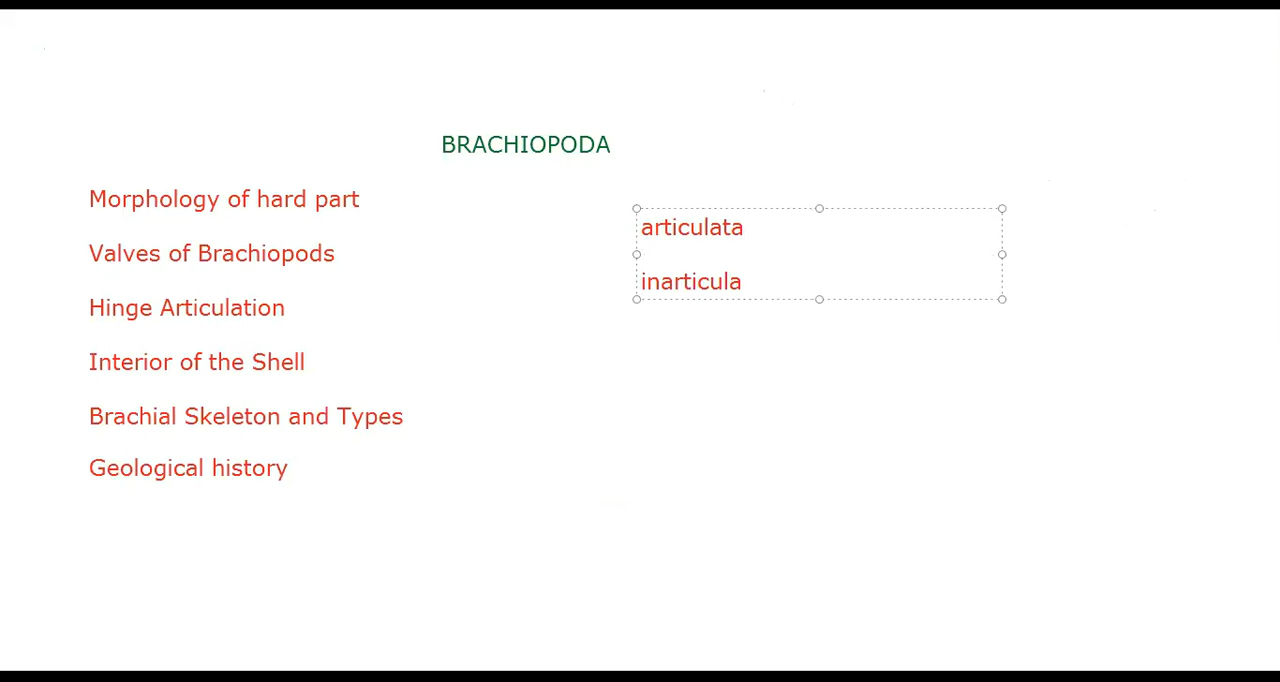 BRACHIOPODA
Morphology of hard part
Valves of Brachiopods
Hinge Articulation
Interior of the Shell
Brachial Skeleton and Types
Geological history
articulata
inarticula